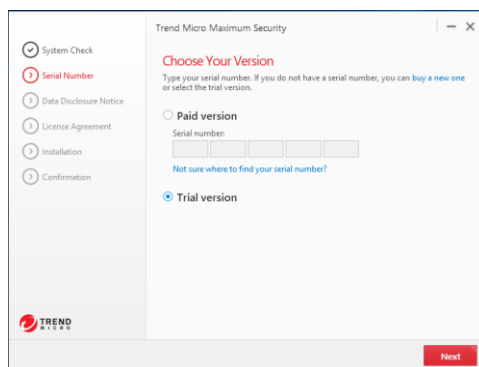 Trend Micro Maximum Security
System Check
Serial Number
Data Disclosure Notice
License Agreement
Installation
Confirmation
Choose Your Version
Type your serial number. If you do not have a serial number, you can buy a new one
or select the trial version.
Paid version
Serial number:
Not sure where to find your serial number?
Trial version
TREND
MICRO
Next